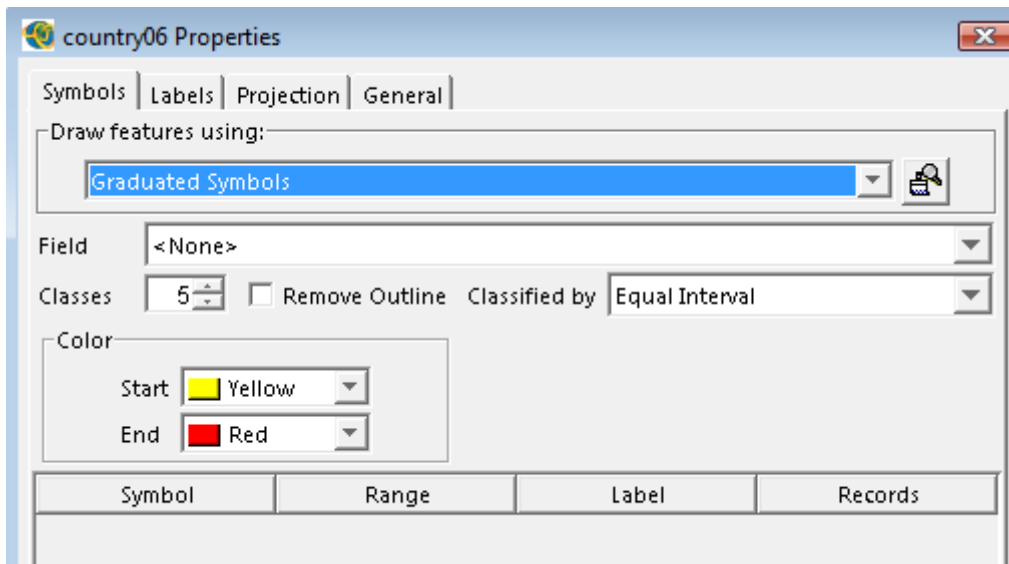 country06 Properties
Symbols Labels Projection General
Draw features using:
Graduated Symbols
Field <None>
Classes 5 Remove Outline Classified by Equal Interval
Color
Start Yellow
End Red
Symbol Range Label Records